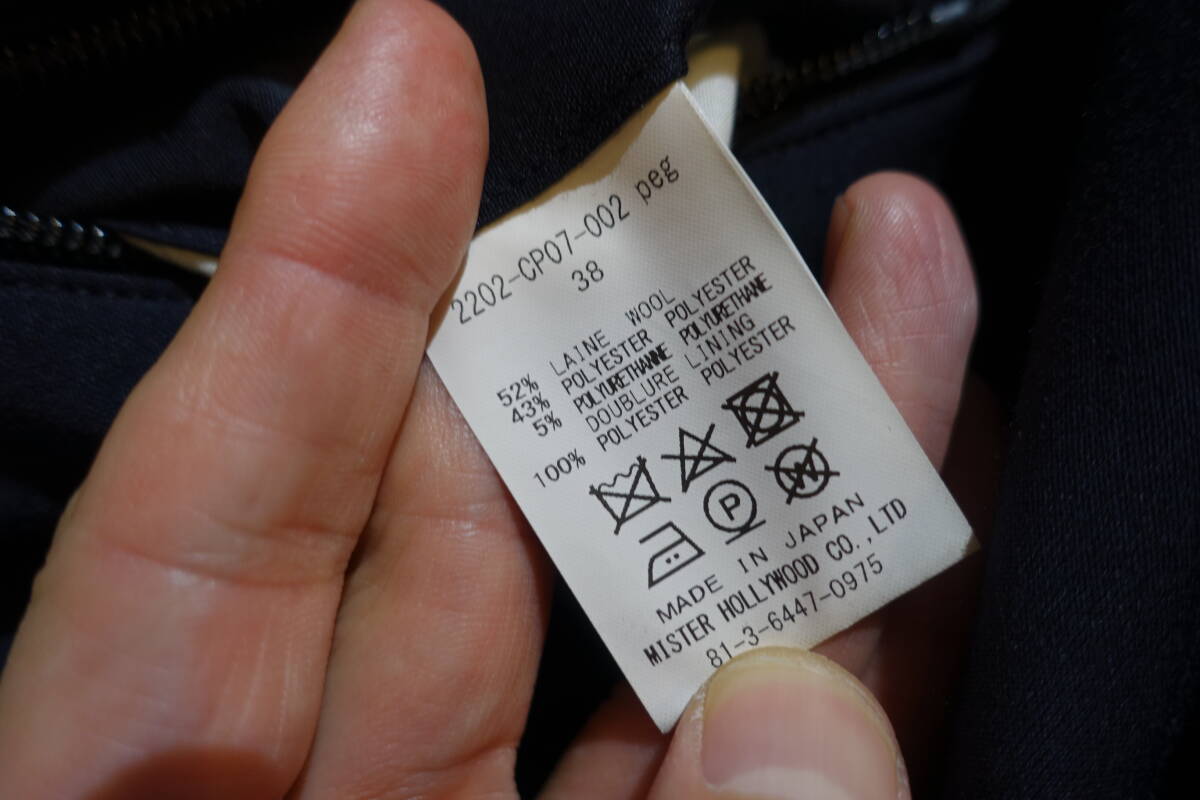 2202-CP07-002 peg
38
52% LAINE WOOL
43% POLYESTER POLYESTER
5% POLYURETHANNE POLYURETHANE
DOUBLURE LINING
100% POLYESTER POLYESTER
P
W
MADE IN JAPAN
MISTER HOLLYWOOD CO.,LTD
81-3-6447-0975